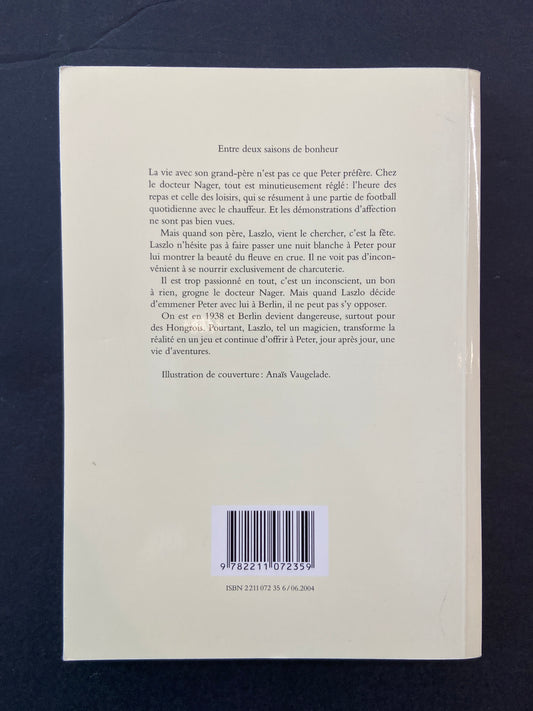 Entre deux saisons de bonheur
La vie avec son grand-père n'est pas ce que Peter préfère. Chez
le docteur Nager, tout est minutieusement réglé : l'heure des
repas et celle des loisirs, qui se résument à une partie de football
quotidienne avec le chauffeur. Et les démonstrations d'affection
ne sont pas bien vues.
Mais quand son père, Laszlo, vient le chercher, c'est la fête.
Laszlo n'hésite pas à faire passer une nuit blanche à Peter pour
lui montrer la beauté du fleuve en crue. Il ne voit pas d'incon-
vénient à se nourrir exclusivement de charcuterie.
Il est trop passionné en tout, c'est un inconscient, un bon
à rien, grogne le docteur Nager. Mais quand Laszlo décide
d'emmener Peter avec lui à Berlin, il ne peut pas s'y opposer.
On est en 1938 et Berlin devient dangereuse, surtout pour
des Hongrois. Pourtant, Laszlo, tel un magicien, transforme la
réalité en un jeu et continue d'offrir à Peter, jour après jour, une
vie d'aventures.
Illustration de couverture : Anaïs Vaugelade.
9 782211 072359
ISBN 2 211 072 35 6 / 06.2004